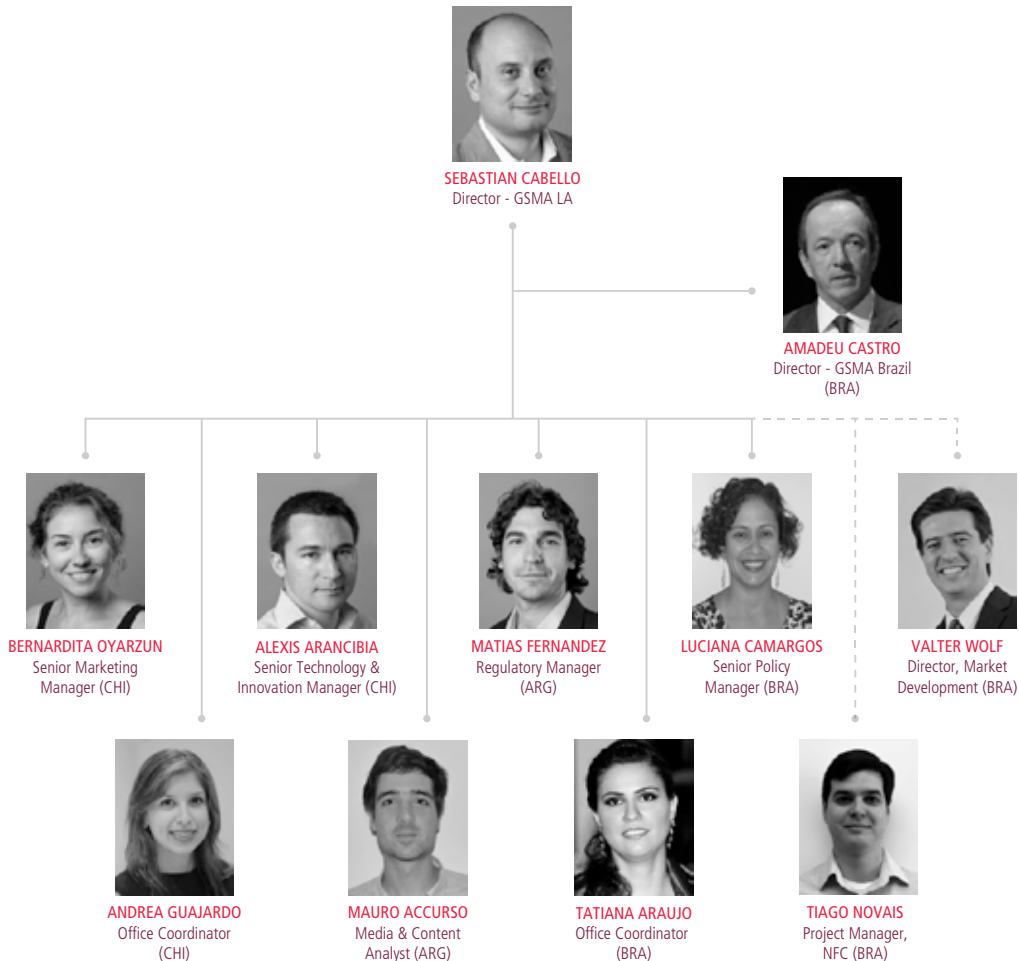 SEBASTIAN CABELLO
Director - GSMA LA
AMADEU CASTRO
Director - GSMA Brazil
(BRA)
BERNARDITA OYARZUN
Senior Marketing
Manager (CHI)
ALEXIS ARANCIBIA
Senior Technology &
Innovation Manager (CHI)
MATIAS FERNANDEZ
Regulatory Manager
(ARG)
LUCIANA CAMARGOS
Senior Policy
Manager (BRA)
VALTER WOLF
Director, Market
Development (BRA)
ANDREA GUAJARDO
Office Coordinator
(CHI)
MAURO ACCURSO
Media & Content
Analyst (ARG)
TATIANA ARAUJO
Office Coordinator
(BRA)
TIAGO NOVAIS
Project Manager,
NFC (BRA)